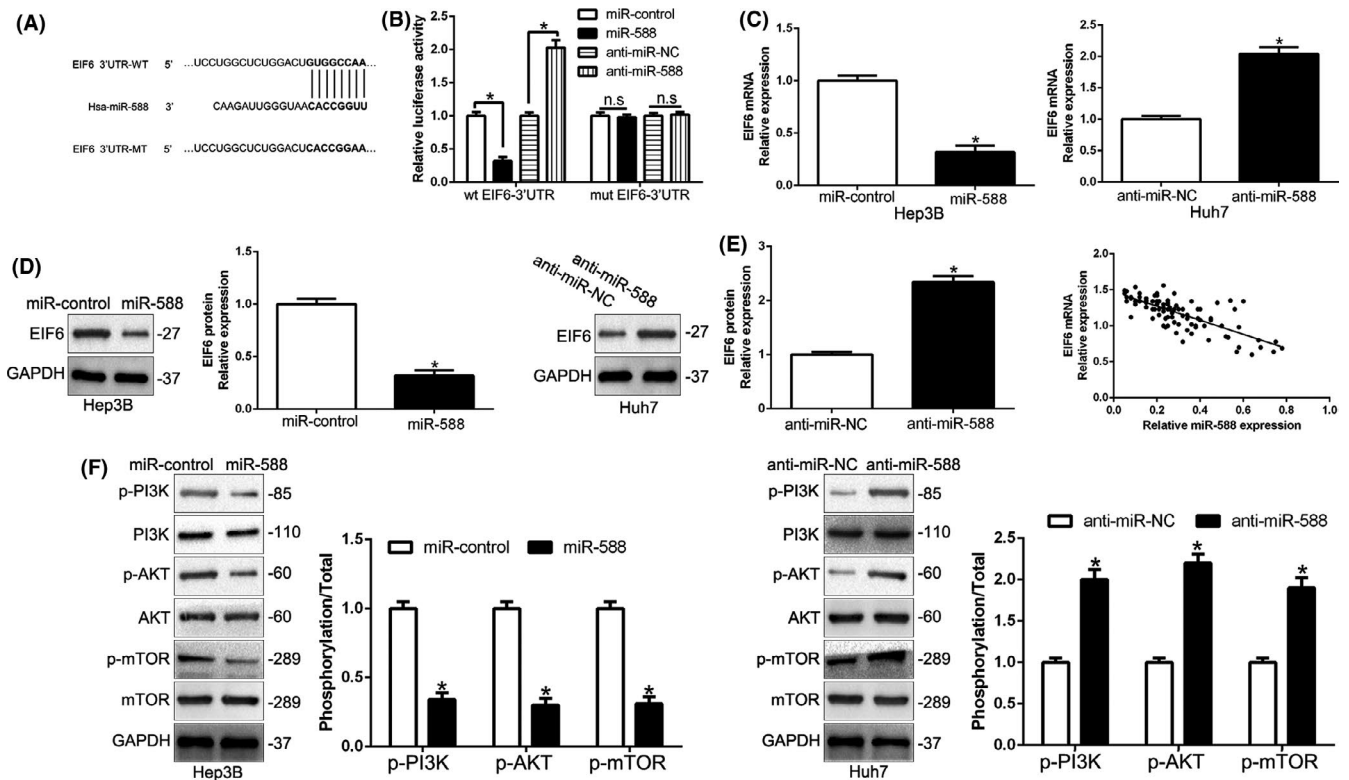 (A)
EIF6 3'UTR-WT 5' ...UCCUGGCUCUGGACUGUGGCCAA...
Hsa-miR-588 3' CAAGAUUGGGUAACACCGGUU
EIF6 3'UTR-MT 5' ...UCCUGGCUCUGGACUCACCGGAA...
(B)
Relative luciferase activity
2.5
2.0
1.5
1.0
0.5
0.0
miR-control
miR-588
anti-miR-NC
anti-miR-588
*
*
n.s
n.s
wt EIF6-3'UTR
mut EIF6-3'UTR
(C)
EIF6 mRNA
Relative expression
1.5
1.0
0.5
0.0
*
miR-control
miR-588
Hep3B
EIF6 mRNA
Relative expression
2.5
2.0
1.5
1.0
0.5
0.0
*
anti-miR-NC
anti-miR-588
Huh7
(D)
miR-control miR-588
EIF6 -27
GAPDH -37
Hep3B
EIF6 protein
Relative expression
1.5
1.0
0.5
0.0
*
miR-control
miR-588
anti-miR-588
anti-miR-NC
EIF6 -27
GAPDH -37
Huh7
(E)
EIF6 protein
Relative expression
3
2
1
0
*
anti-miR-NC
anti-miR-588
EIF6 mRNA
Relative expression
2.0
1.5
1.0
0.5
0.0
0.0 0.2 0.4 0.6 0.8 1.0
Relative miR-588 expression
(F)
miR-control miR-588
p-PI3K -85
PI3K -110
p-AKT -60
AKT -60
p-mTOR -289
mTOR -289
GAPDH -37
Hep3B
Phosphorylation/Total
1.5
1.0
0.5
0.0
miR-control miR-588
*
*
*
p-PI3K p-AKT p-mTOR
anti-miR-NC anti-miR-588
p-PI3K -85
PI3K -110
p-AKT -60
AKT -60
p-mTOR -289
mTOR -289
GAPDH -37
Huh7
Phosphorylation/Total
2.5
2.0
1.5
1.0
0.5
0.0
anti-miR-NC anti-miR-588
*
*
*
p-PI3K p-AKT p-mTOR